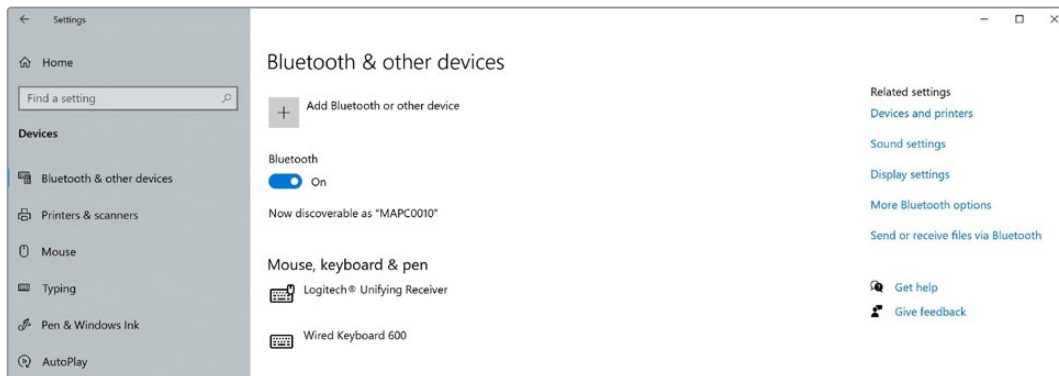 Settings
Home
Find a setting
Devices
Bluetooth & other devices
Printers & scanners
Mouse
Typing
Pen & Windows Ink
AutoPlay
Bluetooth & other devices
Add Bluetooth or other device
Bluetooth
On
Now discoverable as "MAPC0010"
Mouse, keyboard & pen
Logitech® Unifying Receiver
Wired Keyboard 600
Related settings
Devices and printers
Sound settings
Display settings
More Bluetooth options
Send or receive files via Bluetooth
Get help
Give feedback